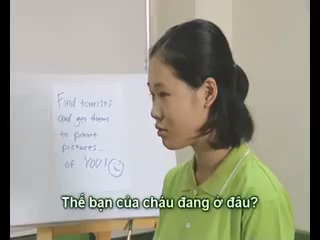 Find tourists
and get them
to paint
pictures...
of YOU!
Thế bạn của cháu đang ở đâu?